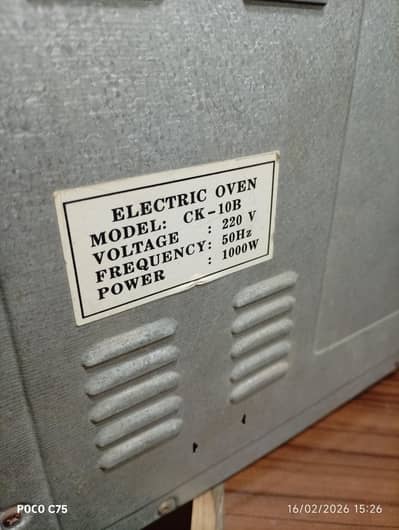 ELECTRIC OVEN
MODEL: CK-10B
VOLTAGE : 220 V
FREQUENCY: 50Hz
POWER : 1000W
POCO C75
16/02/2026 15:26